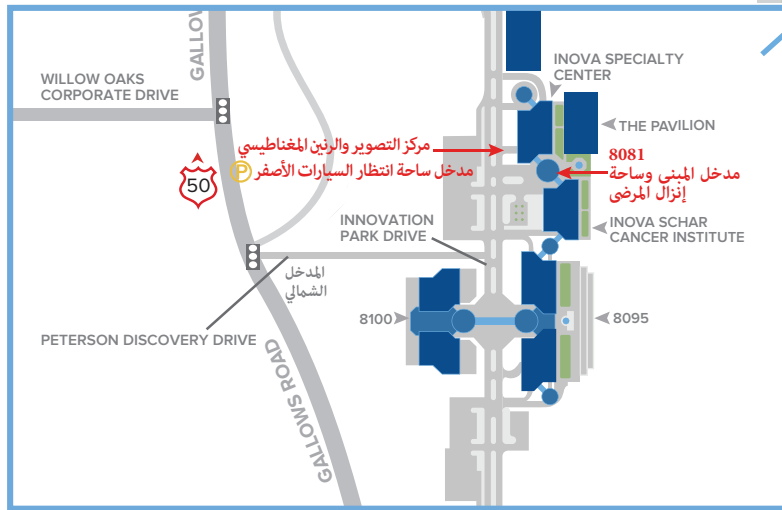 GALLOW
INOVA SPECIALTY
CENTER
WILLOW OAKS
CORPORATE DRIVE
THE PAVILION
مركز التصوير والرنين المغناطيسي
مدخل ساحة انتظار السيارات الأصفر P
8081
مدخل المبنى وساحة
إنزال المرضى
50
INNOVATION
PARK DRIVE
INOVA SCHAR
CANCER INSTITUTE
المدخل
الشمالي
8100
8095
PETERSON DISCOVERY DRIVE
GALLOWS ROAD